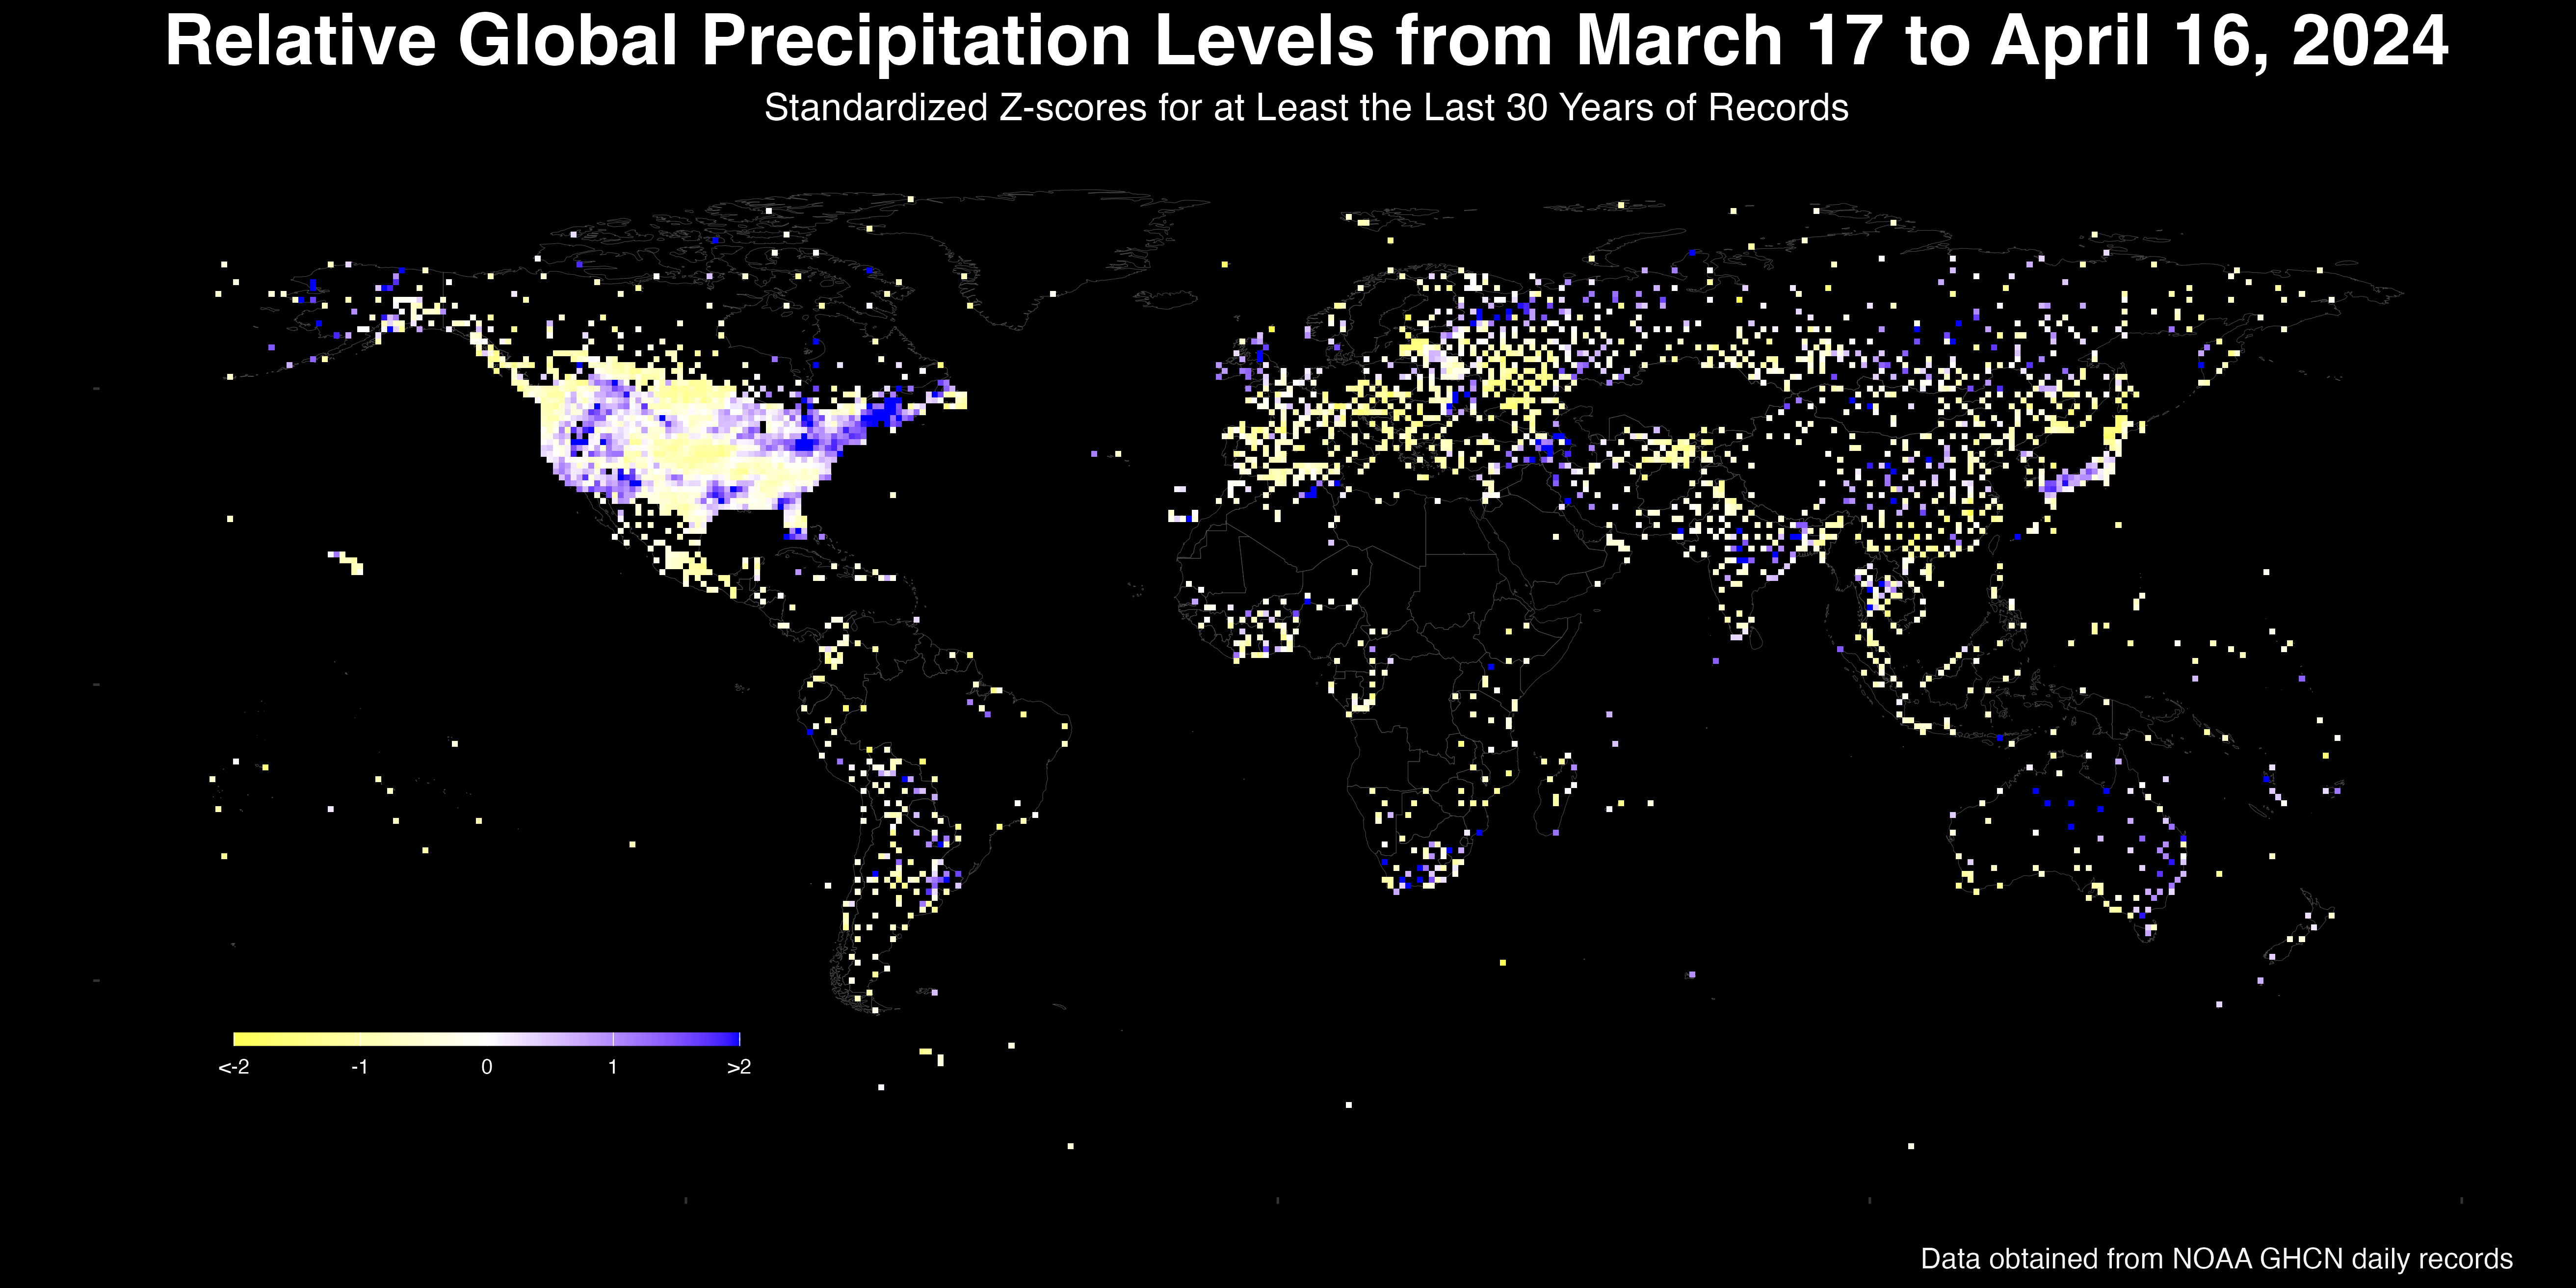 Relative Global Precipitation Levels from March 17 to April 16, 2024
Standardized Z-scores for at Least the Last 30 Years of Records
<-2 -1 0 1 >2
Data obtained from NOAA GHCN daily records